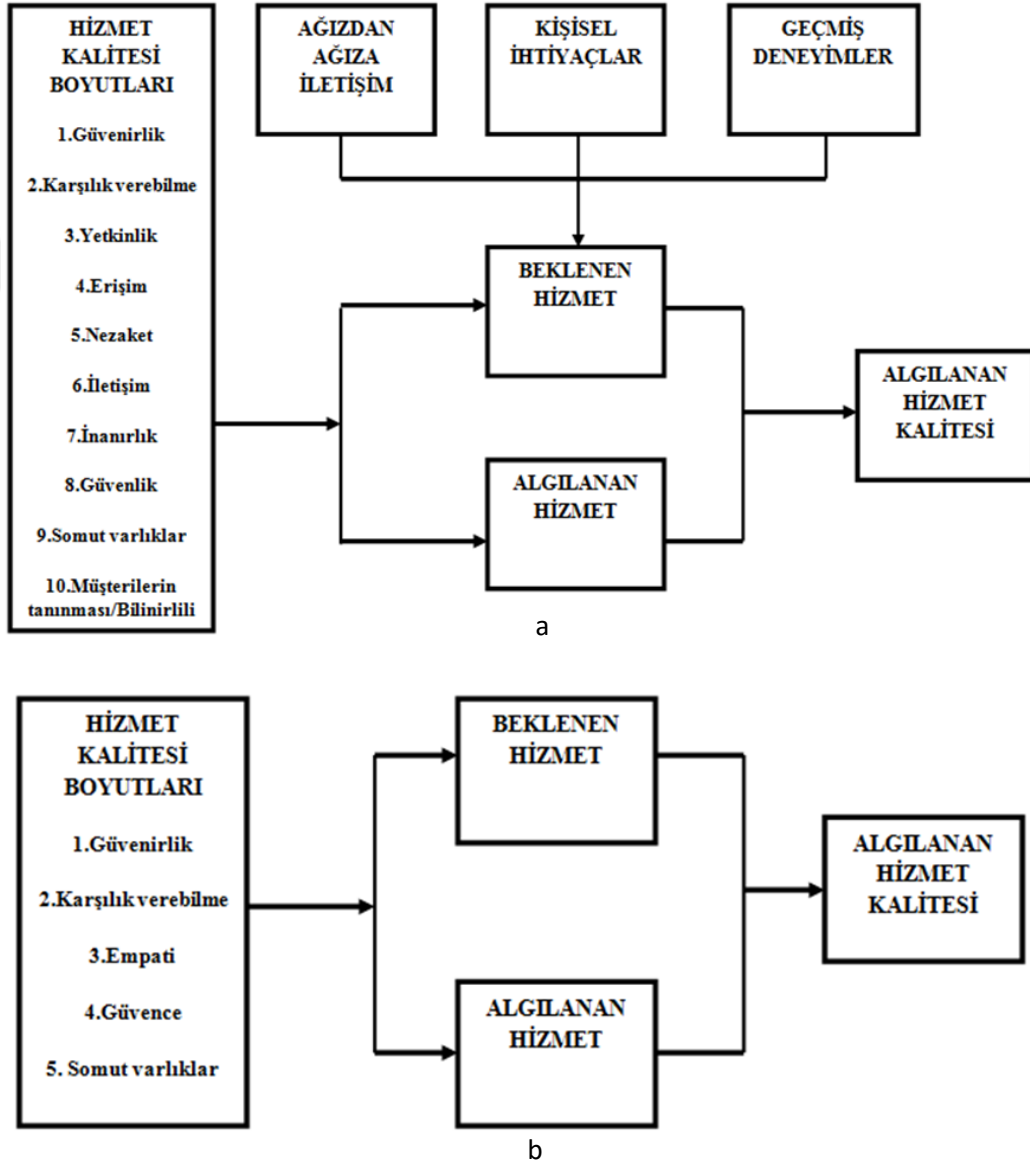 HİZMET
KALİTESİ
BOYUTLARI
1.Güvenirlik
2.Karşılık verebilme
3.Yetkinlik
4.Erişim
5.Nezaket
6.İletişim
7.İnanırlık
8.Güvenlik
9.Somut varlıklar
10.Müşterilerin
tanınması/Bilinirlili
AĞIZDAN
AĞIZA
İLETİŞİM
KİŞİSEL
İHTİYAÇLAR
GEÇMİŞ
DENEYİMLER
BEKLENEN
HİZMET
ALGILANAN
HİZMET
ALGILANAN
HİZMET
KALİTESİ
a
HİZMET
KALİTESİ
BOYUTLARI
1.Güvenirlik
2.Karşılık verebilme
3.Empati
4.Güvence
5. Somut varlıklar
BEKLENEN
HİZMET
ALGILANAN
HİZMET
ALGILANAN
HİZMET
KALİTESİ
b